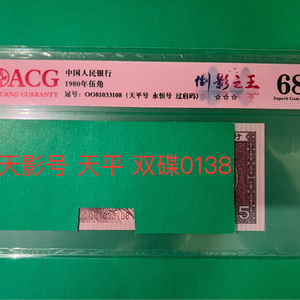 ACG
CANG GUARANTY
中国人民银行
1980年伍角
冠号:OO81033108(天平号 永恒号 过肩码)
倒影之王
☆☆☆
68
Superb Gem
天影号 天平 双碟0138
OO81033108
5